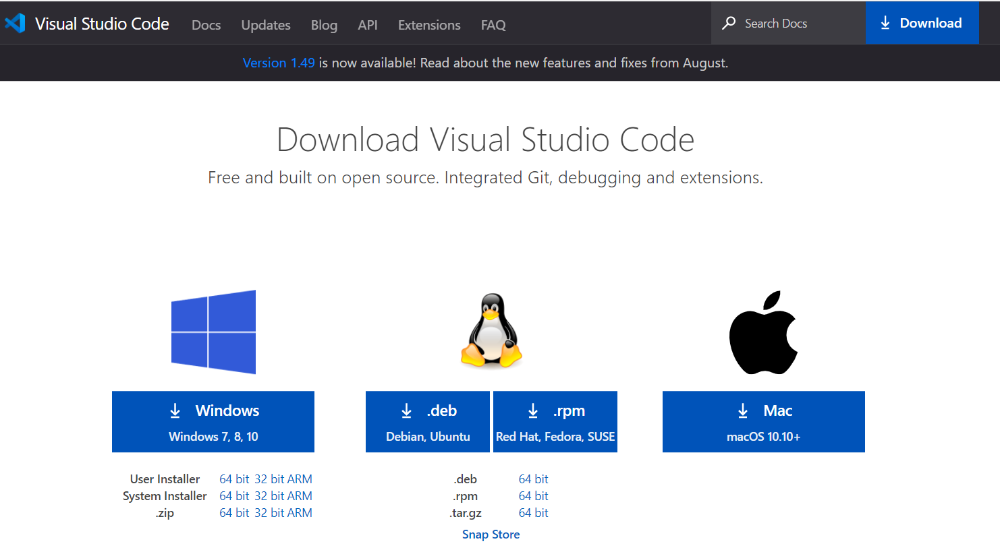 Visual Studio Code Docs Updates Blog API Extensions FAQ Search Docs Download
Version 1.49 is now available! Read about the new features and fixes from August.
Download Visual Studio Code
Free and built on open source. Integrated Git, debugging and extensions.
Windows
Windows 7, 8, 10
.deb
Debian, Ubuntu
.rpm
Red Hat, Fedora, SUSE
Mac
macOS 10.10+
User Installer 64 bit 32 bit ARM
System Installer 64 bit 32 bit ARM
.zip 64 bit 32 bit ARM
.deb 64 bit
.rpm 64 bit
.tar.gz 64 bit
Snap Store